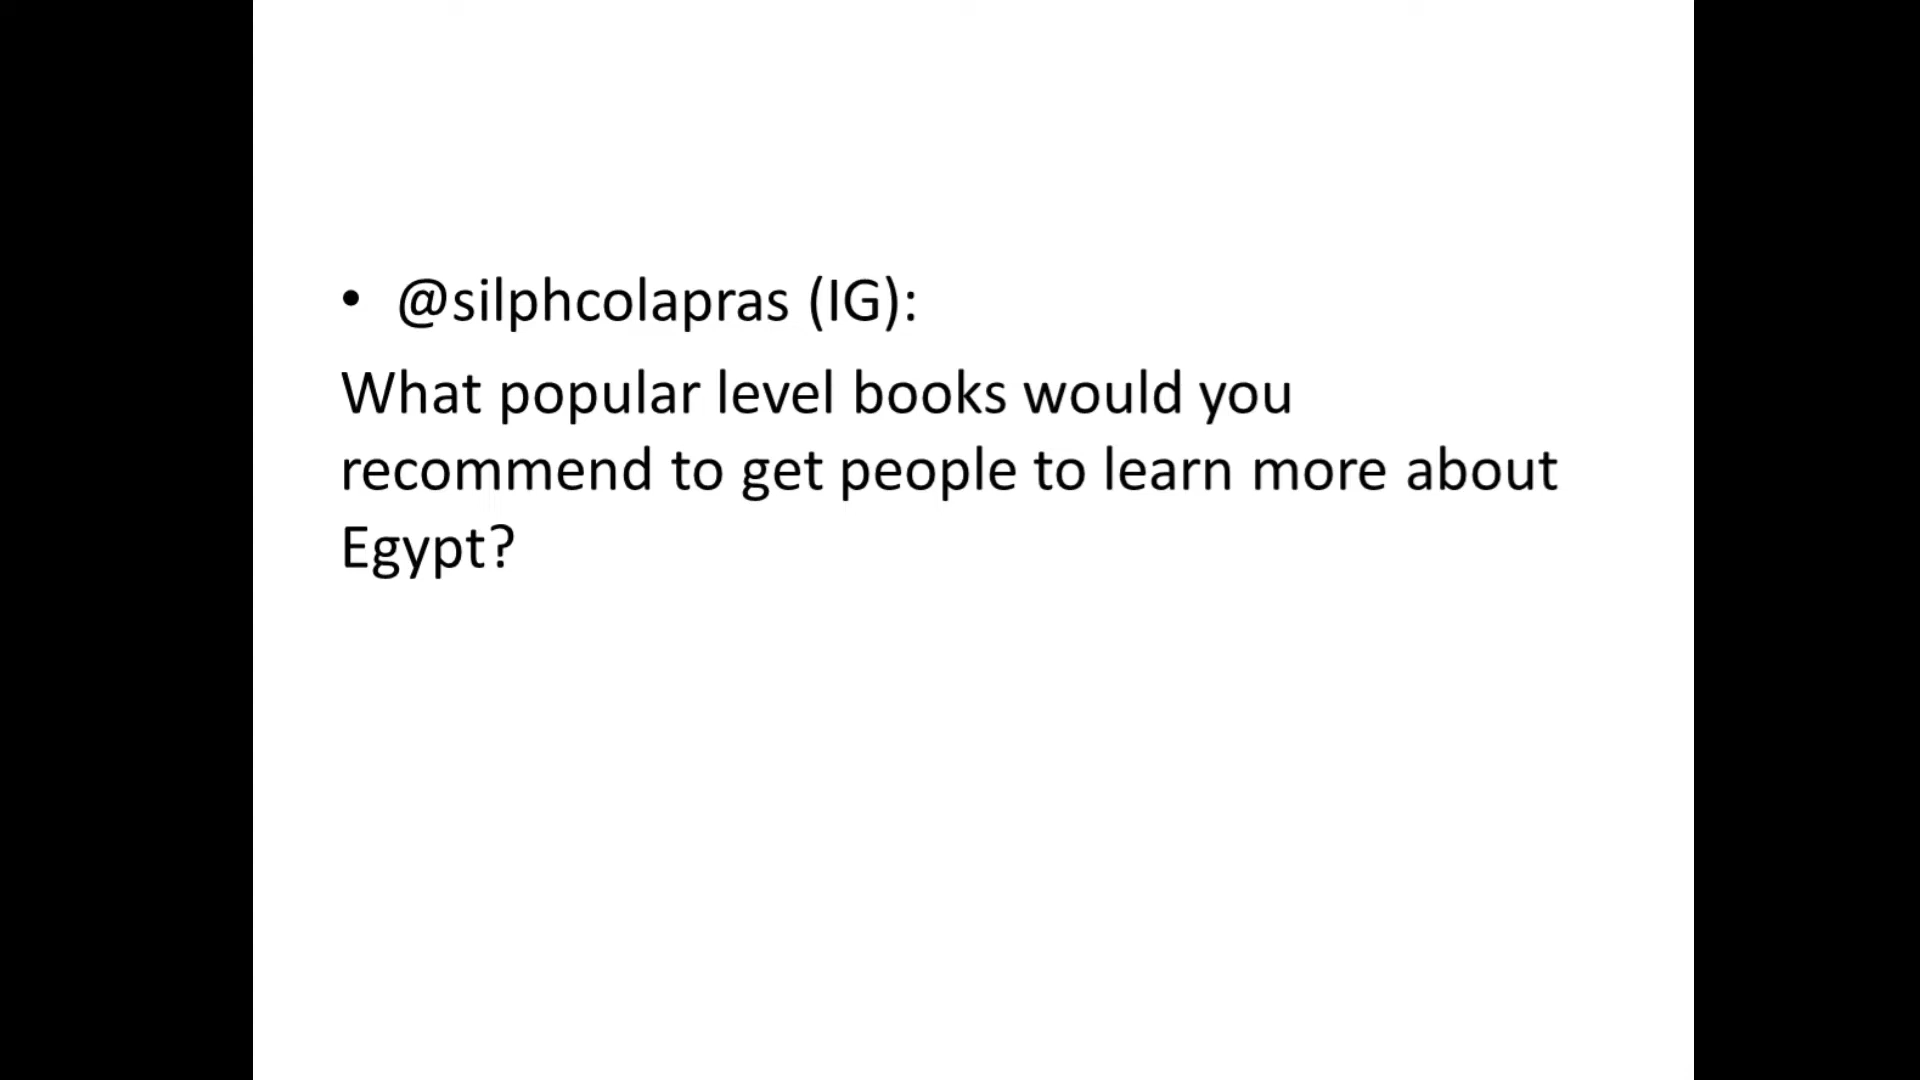 • @silphcolapras (IG):
What popular level books would you
recommend to get people to learn more about
Egypt?